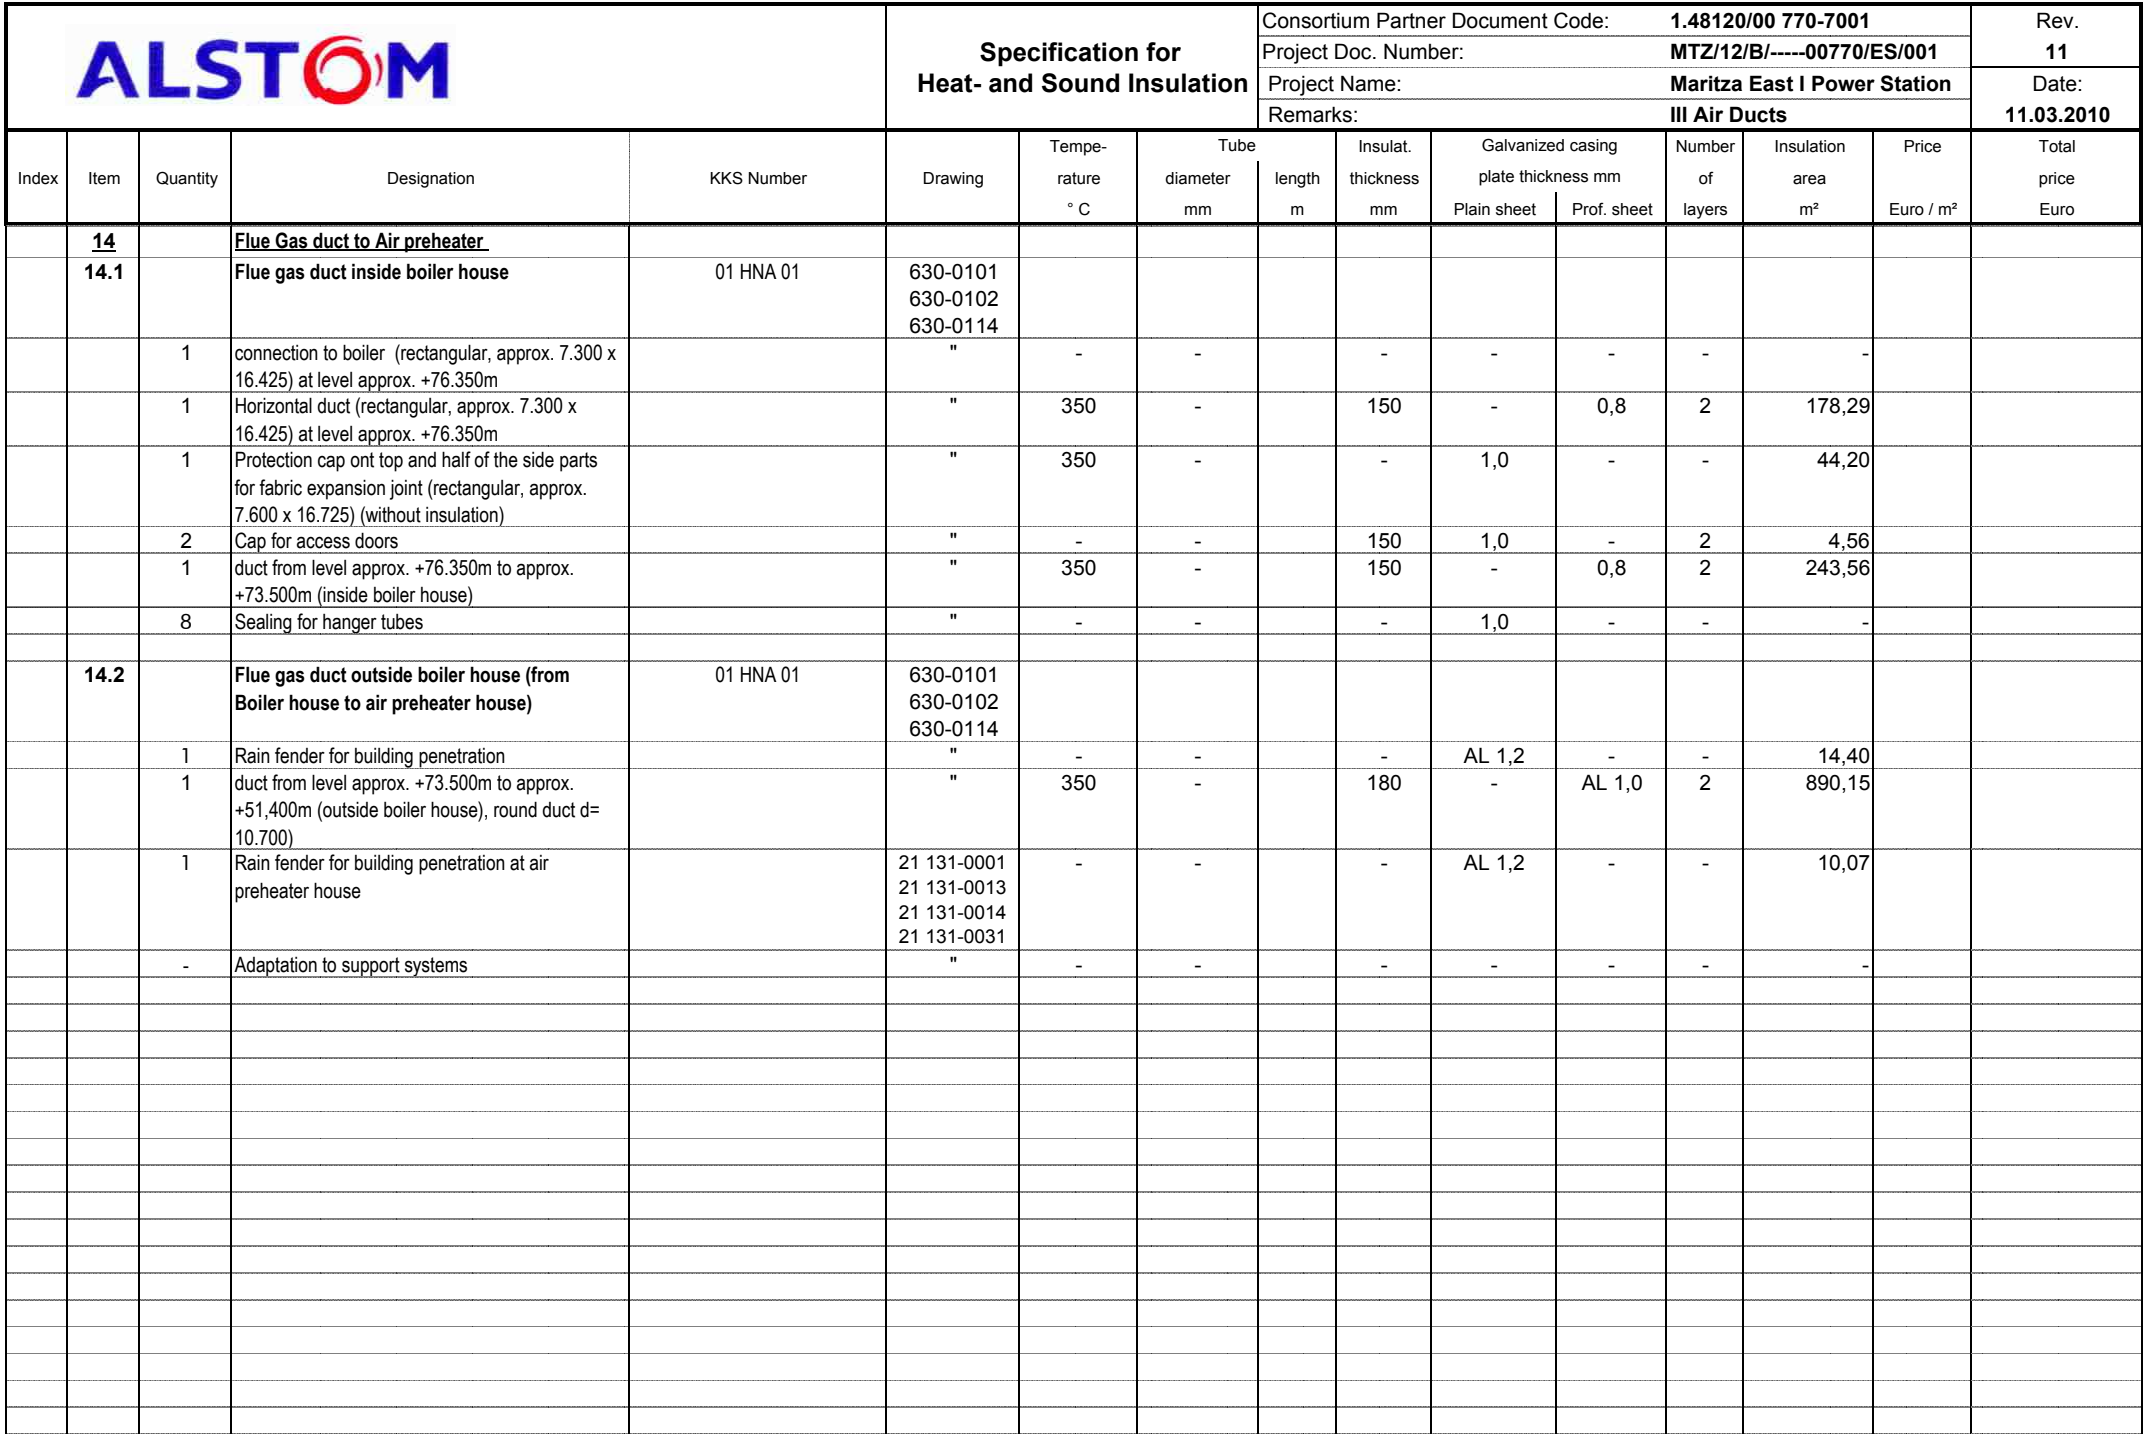 ALSTOM
Specification for
Heat- and Sound Insulation
Consortium Partner Document Code: 1.48120/00 770-7001
Project Doc. Number: MTZ/12/B/-----00770/ES/001
Project Name: Maritza East I Power Station
Remarks: III Air Ducts
Rev.
11
Date:
11.03.2010
Index Item Quantity Designation KKS Number Drawing
Tempe-
rature
° C
Tube
diameter length
mm m
Insulat.
thickness
mm
Galvanized casing
plate thickness mm
Plain sheet Prof. sheet
Number
of
layers
Insulation
area
m²
Price
Euro / m²
Total
price
Euro
14 Flue Gas duct to Air preheater
14.1 Flue gas duct inside boiler house 01 HNA 01 630-0101
630-0102
630-0114
1 connection to boiler (rectangular, approx. 7.300 x " - - - - - - -
16.425) at level approx. +76.350m
1 Horizontal duct (rectangular, approx. 7.300 x " 350 - 150 - 0,8 2 178,29
16.425) at level approx. +76.350m
1 Protection cap ont top and half of the side parts " 350 - - 1,0 - - 44,20
for fabric expansion joint (rectangular, approx.
7.600 x 16.725) (without insulation)
2 Cap for access doors " - - 150 1,0 - 2 4,56
1 duct from level approx. +76.350m to approx. " 350 - 150 - 0,8 2 243,56
+73.500m (inside boiler house)
8 Sealing for hanger tubes " - - - 1,0 - - -
14.2 Flue gas duct outside boiler house (from 01 HNA 01 630-0101
Boiler house to air preheater house) 630-0102
630-0114
1 Rain fender for building penetration " - - - AL 1,2 - - 14,40
1 duct from level approx. +73.500m to approx. " 350 - 180 - AL 1,0 2 890,15
+51,400m (outside boiler house), round duct d=
10.700)
1 Rain fender for building penetration at air 21 131-0001 - - - AL 1,2 - - 10,07
preheater house 21 131-0013
21 131-0014
21 131-0031
- Adaptation to support systems " - - - - - - -